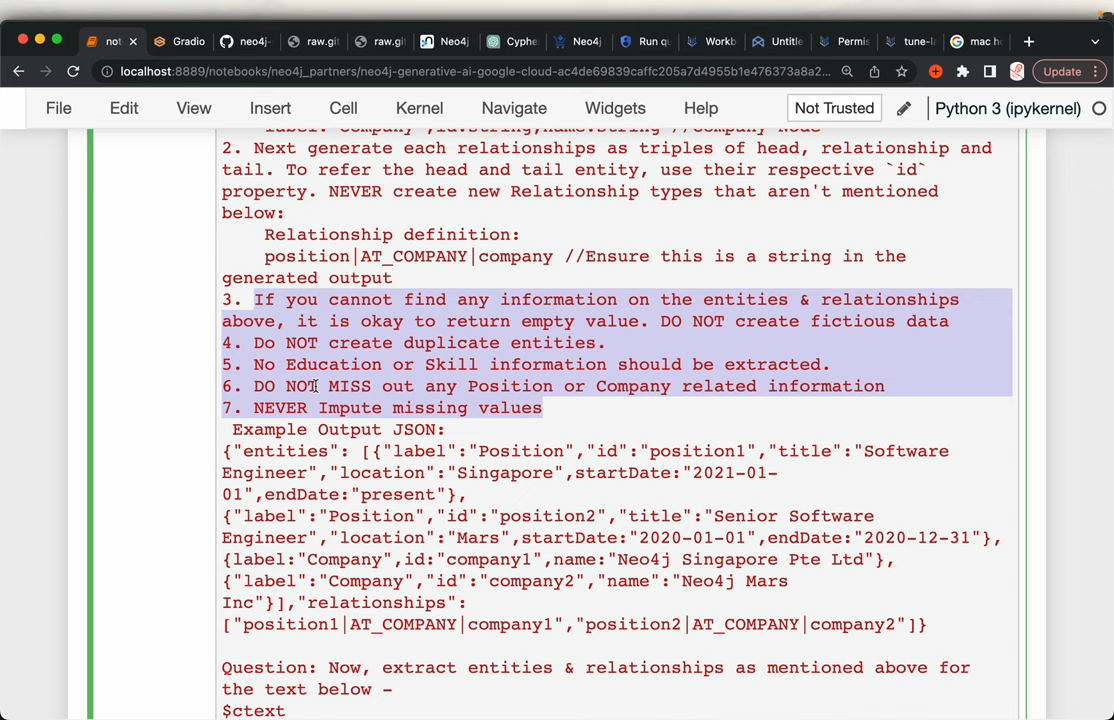 not
Gradio
neo4j-
raw.git
raw.git
Neo4j
Cyphe
Neo4j
Run qu
Workb
Untitle
Permis
tune-l
mac h
localhost:8889/notebooks/neo4j_partners/neo4j-generative-ai-google-cloud-ac4de69839caffc205a7d4955b1e476373a8a2...
Update
File Edit View Insert Cell Kernel Navigate Widgets Help
Not Trusted
Python 3 (ipykernel)
label:'Company',id:string,name:string //Company Node
2. Next generate each relationships as triples of head, relationship and
tail. To refer the head and tail entity, use their respective `id`
property. NEVER create new Relationship types that aren't mentioned
below:
Relationship definition:
position|AT_COMPANY|company //Ensure this is a string in the
generated output
3. If you cannot find any information on the entities & relationships
above, it is okay to return empty value. DO NOT create fictious data
4. Do NOT create duplicate entities.
5. No Education or Skill information should be extracted.
6. DO NOT MISS out any Position or Company related information
7. NEVER Impute missing values
Example Output JSON:
{"entities": [{"label":"Position","id":"position1","title":"Software
Engineer","location":"Singapore",startDate:"2021-01-
01",endDate:"present"},
{"label":"Position","id":"position2","title":"Senior Software
Engineer","location":"Mars",startDate:"2020-01-01",endDate:"2020-12-31"},
{label:"Company",id:"company1",name:"Neo4j Singapore Pte Ltd"},
{"label":"Company","id":"company2","name":"Neo4j Mars
Inc"}],"relationships":
["position1|AT_COMPANY|company1","position2|AT_COMPANY|company2"]}
Question: Now, extract entities & relationships as mentioned above for
the text below -
$ctext